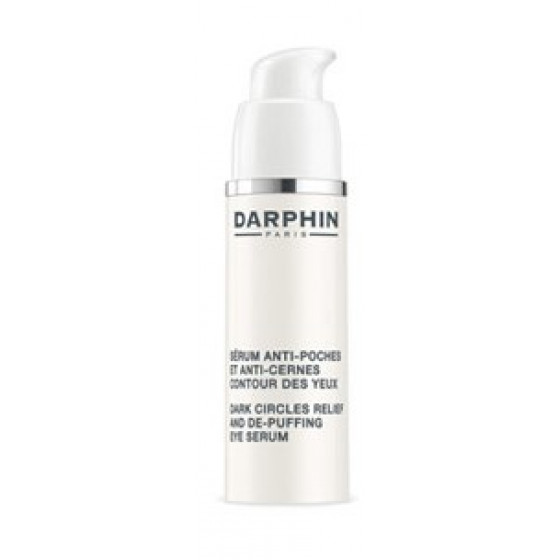 DARPHIN
PARIS
SÉRUM ANTI-POCHES
ET ANTI-CERNES
CONTOUR DES YEUX
DARK CIRCLES RELIEF
AND DE-PUFFING
EYE SERUM